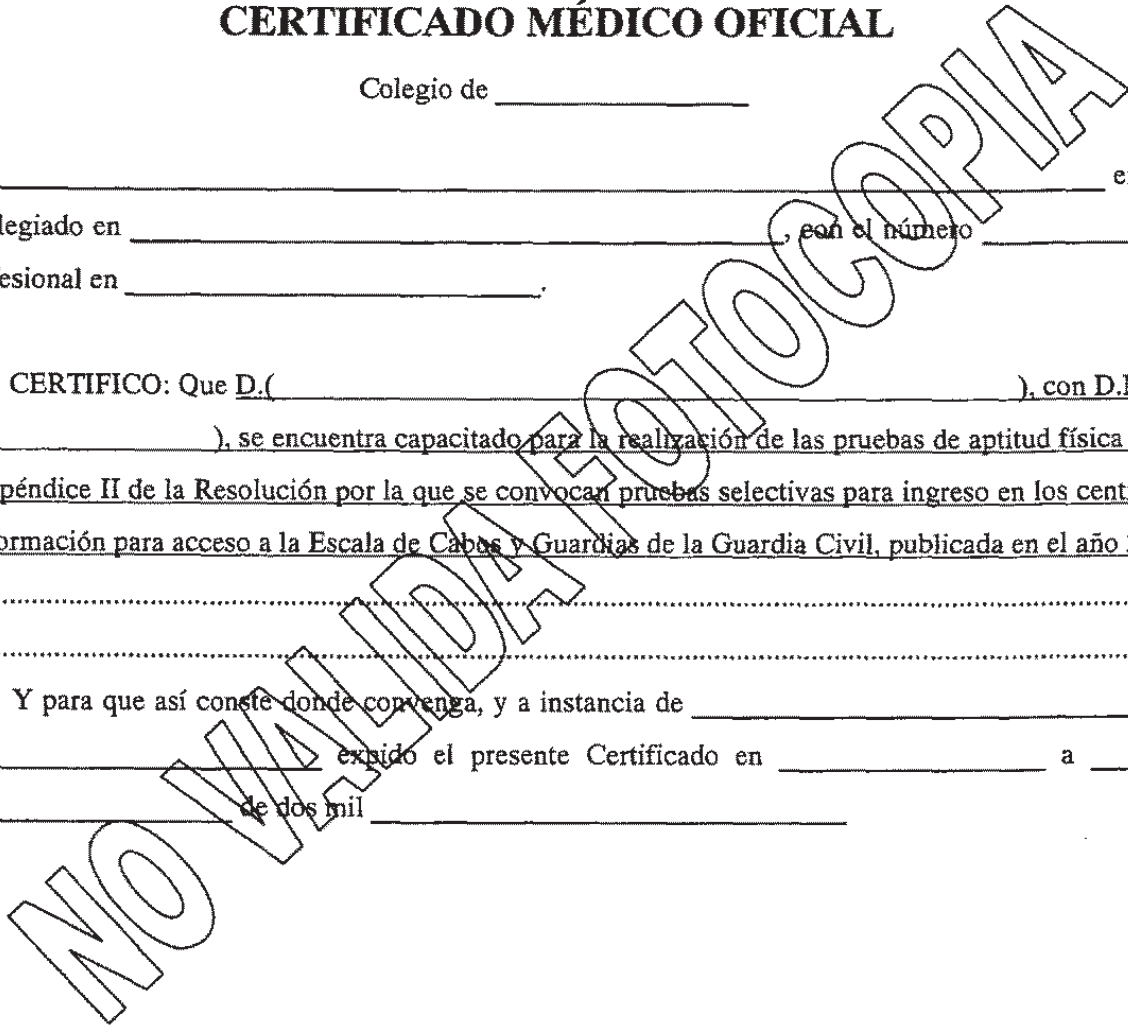 CERTIFICADO MÉDICO OFICIAL
Colegio de
legiado en , con el número
esional en .
CERTIFICO: Que D.( ), con D.
), se encuentra capacitado para la realización de las pruebas de aptitud física
péndice II de la Resolución por la que se convocan pruebas selectivas para ingreso en los cent
ormación para acceso a la Escala de Cabos y Guardias de la Guardia Civil, publicada en el año
Y para que así conste donde convenga, y a instancia de
expido el presente Certificado en a
de dos mil
NO VALIDA FOTOCOPIA